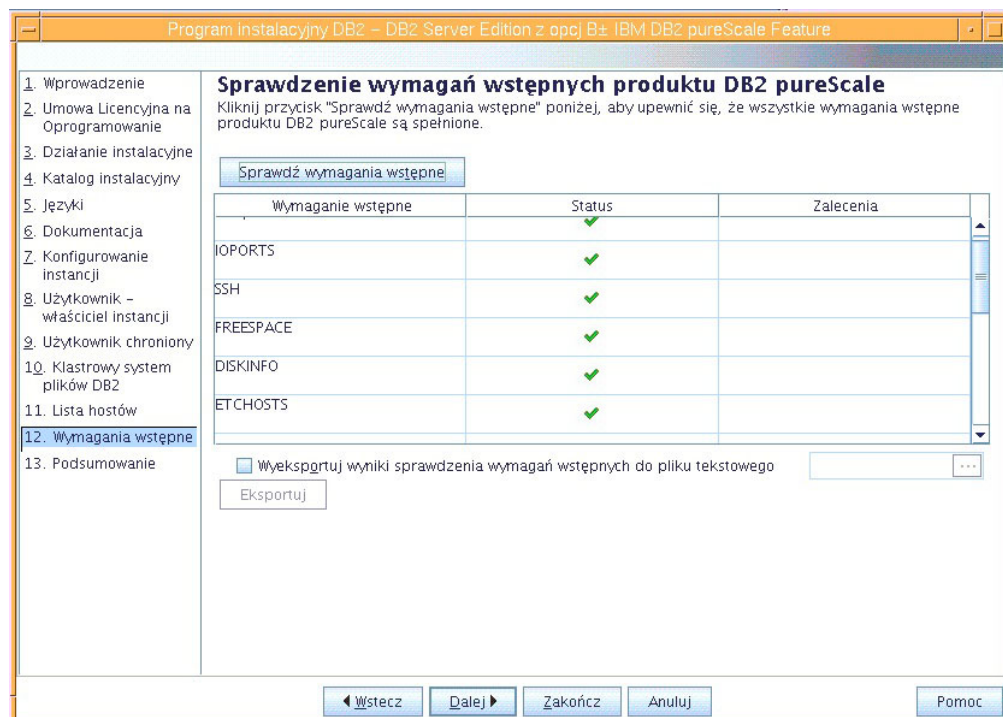 Program instalacyjny DB2 – DB2 Server Edition z opcj B± IBM DB2 pureScale Feature
1. Wprowadzenie
2. Umowa Licencyjna na
Oprogramowanie
3. Działanie instalacyjne
4. Katalog instalacyjny
5. Języki
6. Dokumentacja
7. Konfigurowanie
instancji
8. Użytkownik –
właściciel instancji
9. Użytkownik chroniony
10. Klastrowy system
plików DB2
11. Lista hostów
12. Wymagania wstępne
13. Podsumowanie
Sprawdzenie wymagań wstępnych produktu DB2 pureScale
Kliknij przycisk "Sprawdź wymagania wstępne" poniżej, aby upewnić się, że wszystkie wymagania wstępne
produktu DB2 pureScale są spełnione.
Sprawdź wymagania wstępne
Wymaganie wstępne Status Zalecenia
IOPORTS
SSH
FREESPACE
DISKINFO
ETCHOSTS
Wyeksportuj wyniki sprawdzenia wymagań wstępnych do pliku tekstowego ...
Eksportuj
Wstecz Dalej Zakończ Anuluj Pomoc